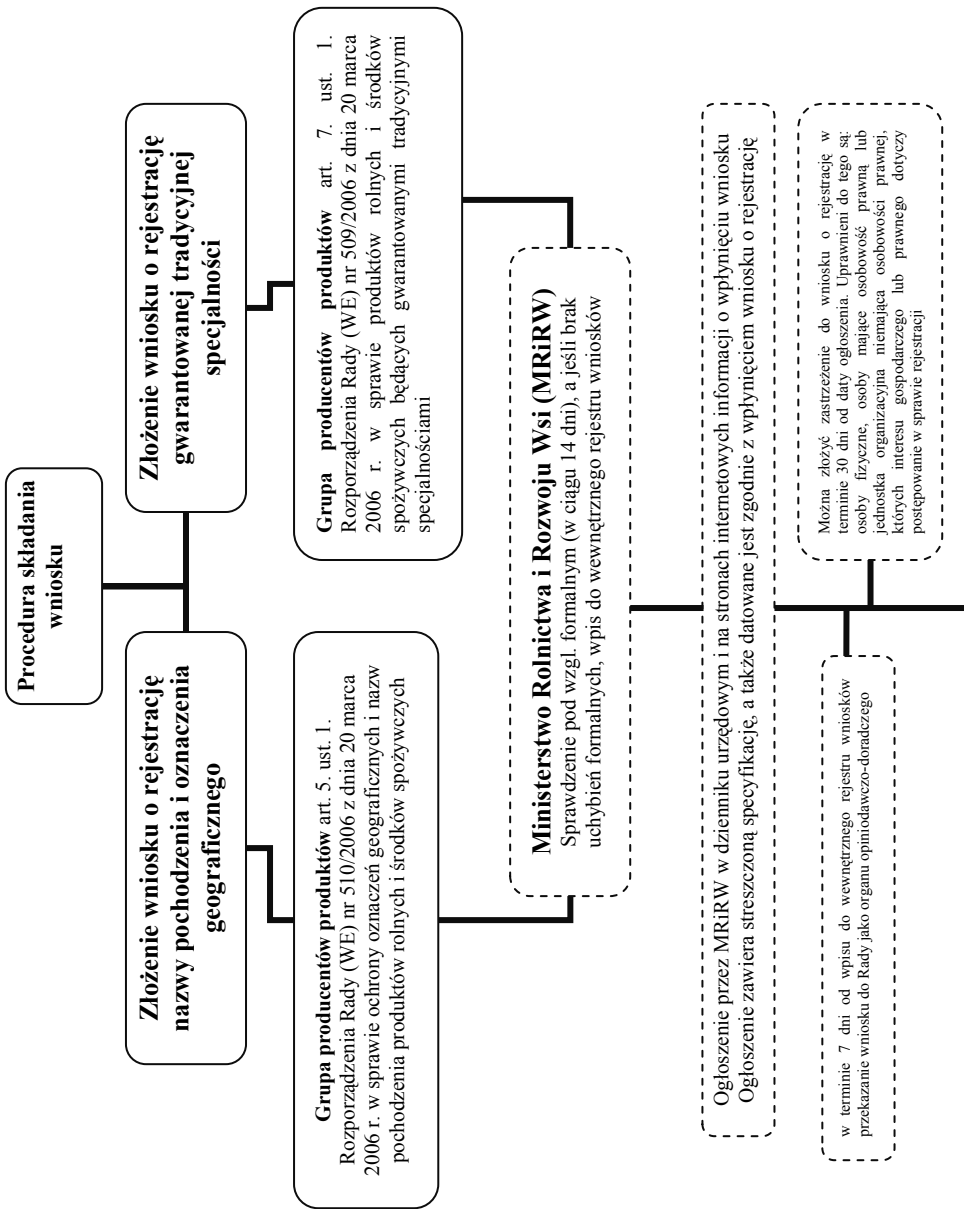 Procedura składania
wniosku
Złożenie wniosku o rejestrację
nazwy pochodzenia i oznaczenia
geograficznego
Złożenie wniosku o rejestrację
gwarantowanej tradycyjnej
specjalności
Grupa producentów produktów art. 5. ust. 1.
Rozporządzenia Rady (WE) nr 510/2006 z dnia 20 marca
2006 r. w sprawie ochrony oznaczeń geograficznych i nazw
pochodzenia produktów rolnych i środków spożywczych
Grupa producentów produktów art. 7. ust. 1.
Rozporządzenia Rady (WE) nr 509/2006 z dnia 20 marca
2006 r. w sprawie produktów rolnych i środków
spożywczych będących gwarantowanymi tradycyjnymi
specjalnościami
Ministerstwo Rolnictwa i Rozwoju Wsi (MRiRW)
Sprawdzenie pod wzgl. formalnym (w ciągu 14 dni), a jeśli brak
uchybień formalnych, wpis do wewnętrznego rejestru wniosków
Ogłoszenie przez MRiRW w dzienniku urzędowym i na stronach internetowych informacji o wpłynięciu wniosku
Ogłoszenie zawiera streszczoną specyfikację, a także datowane jest zgodnie z wpłynięciem wniosku o rejestrację
w terminie 7 dni od wpisu do wewnętrznego rejestru wniosków
przekazanie wniosku do Rady jako organu opiniodawczo-doradczego
Można złożyć zastrzeżenie do wniosku o rejestrację w
terminie 30 dni od daty ogłoszenia. Uprawnieni do tego są:
osoby fizyczne, osoby mające osobowość prawną lub
jednostka organizacyjna niemająca osobowości prawnej,
których interesu gospodarczego lub prawnego dotyczy
postępowanie w sprawie rejestracji